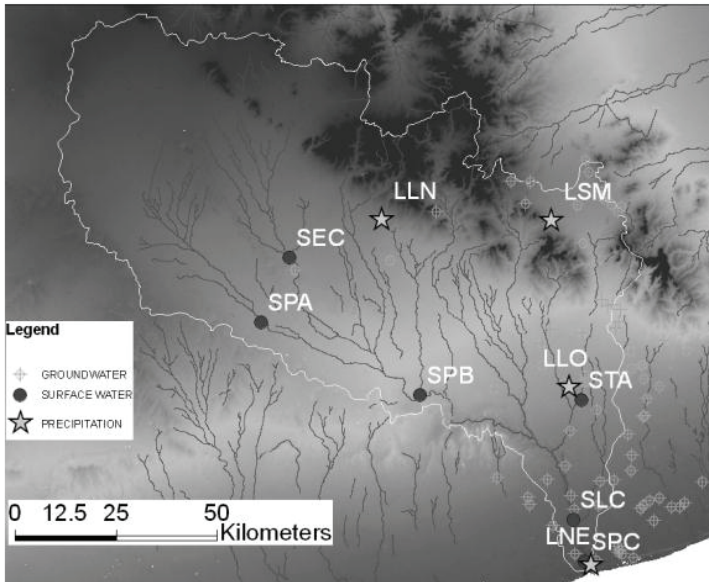 LLN
LSM
SEC
SPA
Legend
GROUNDWATER
SURFACE WATER
PRECIPITATION
LLO
STA
SPB
SLC
LNE SPC
0 12.5 25 50
Kilometers